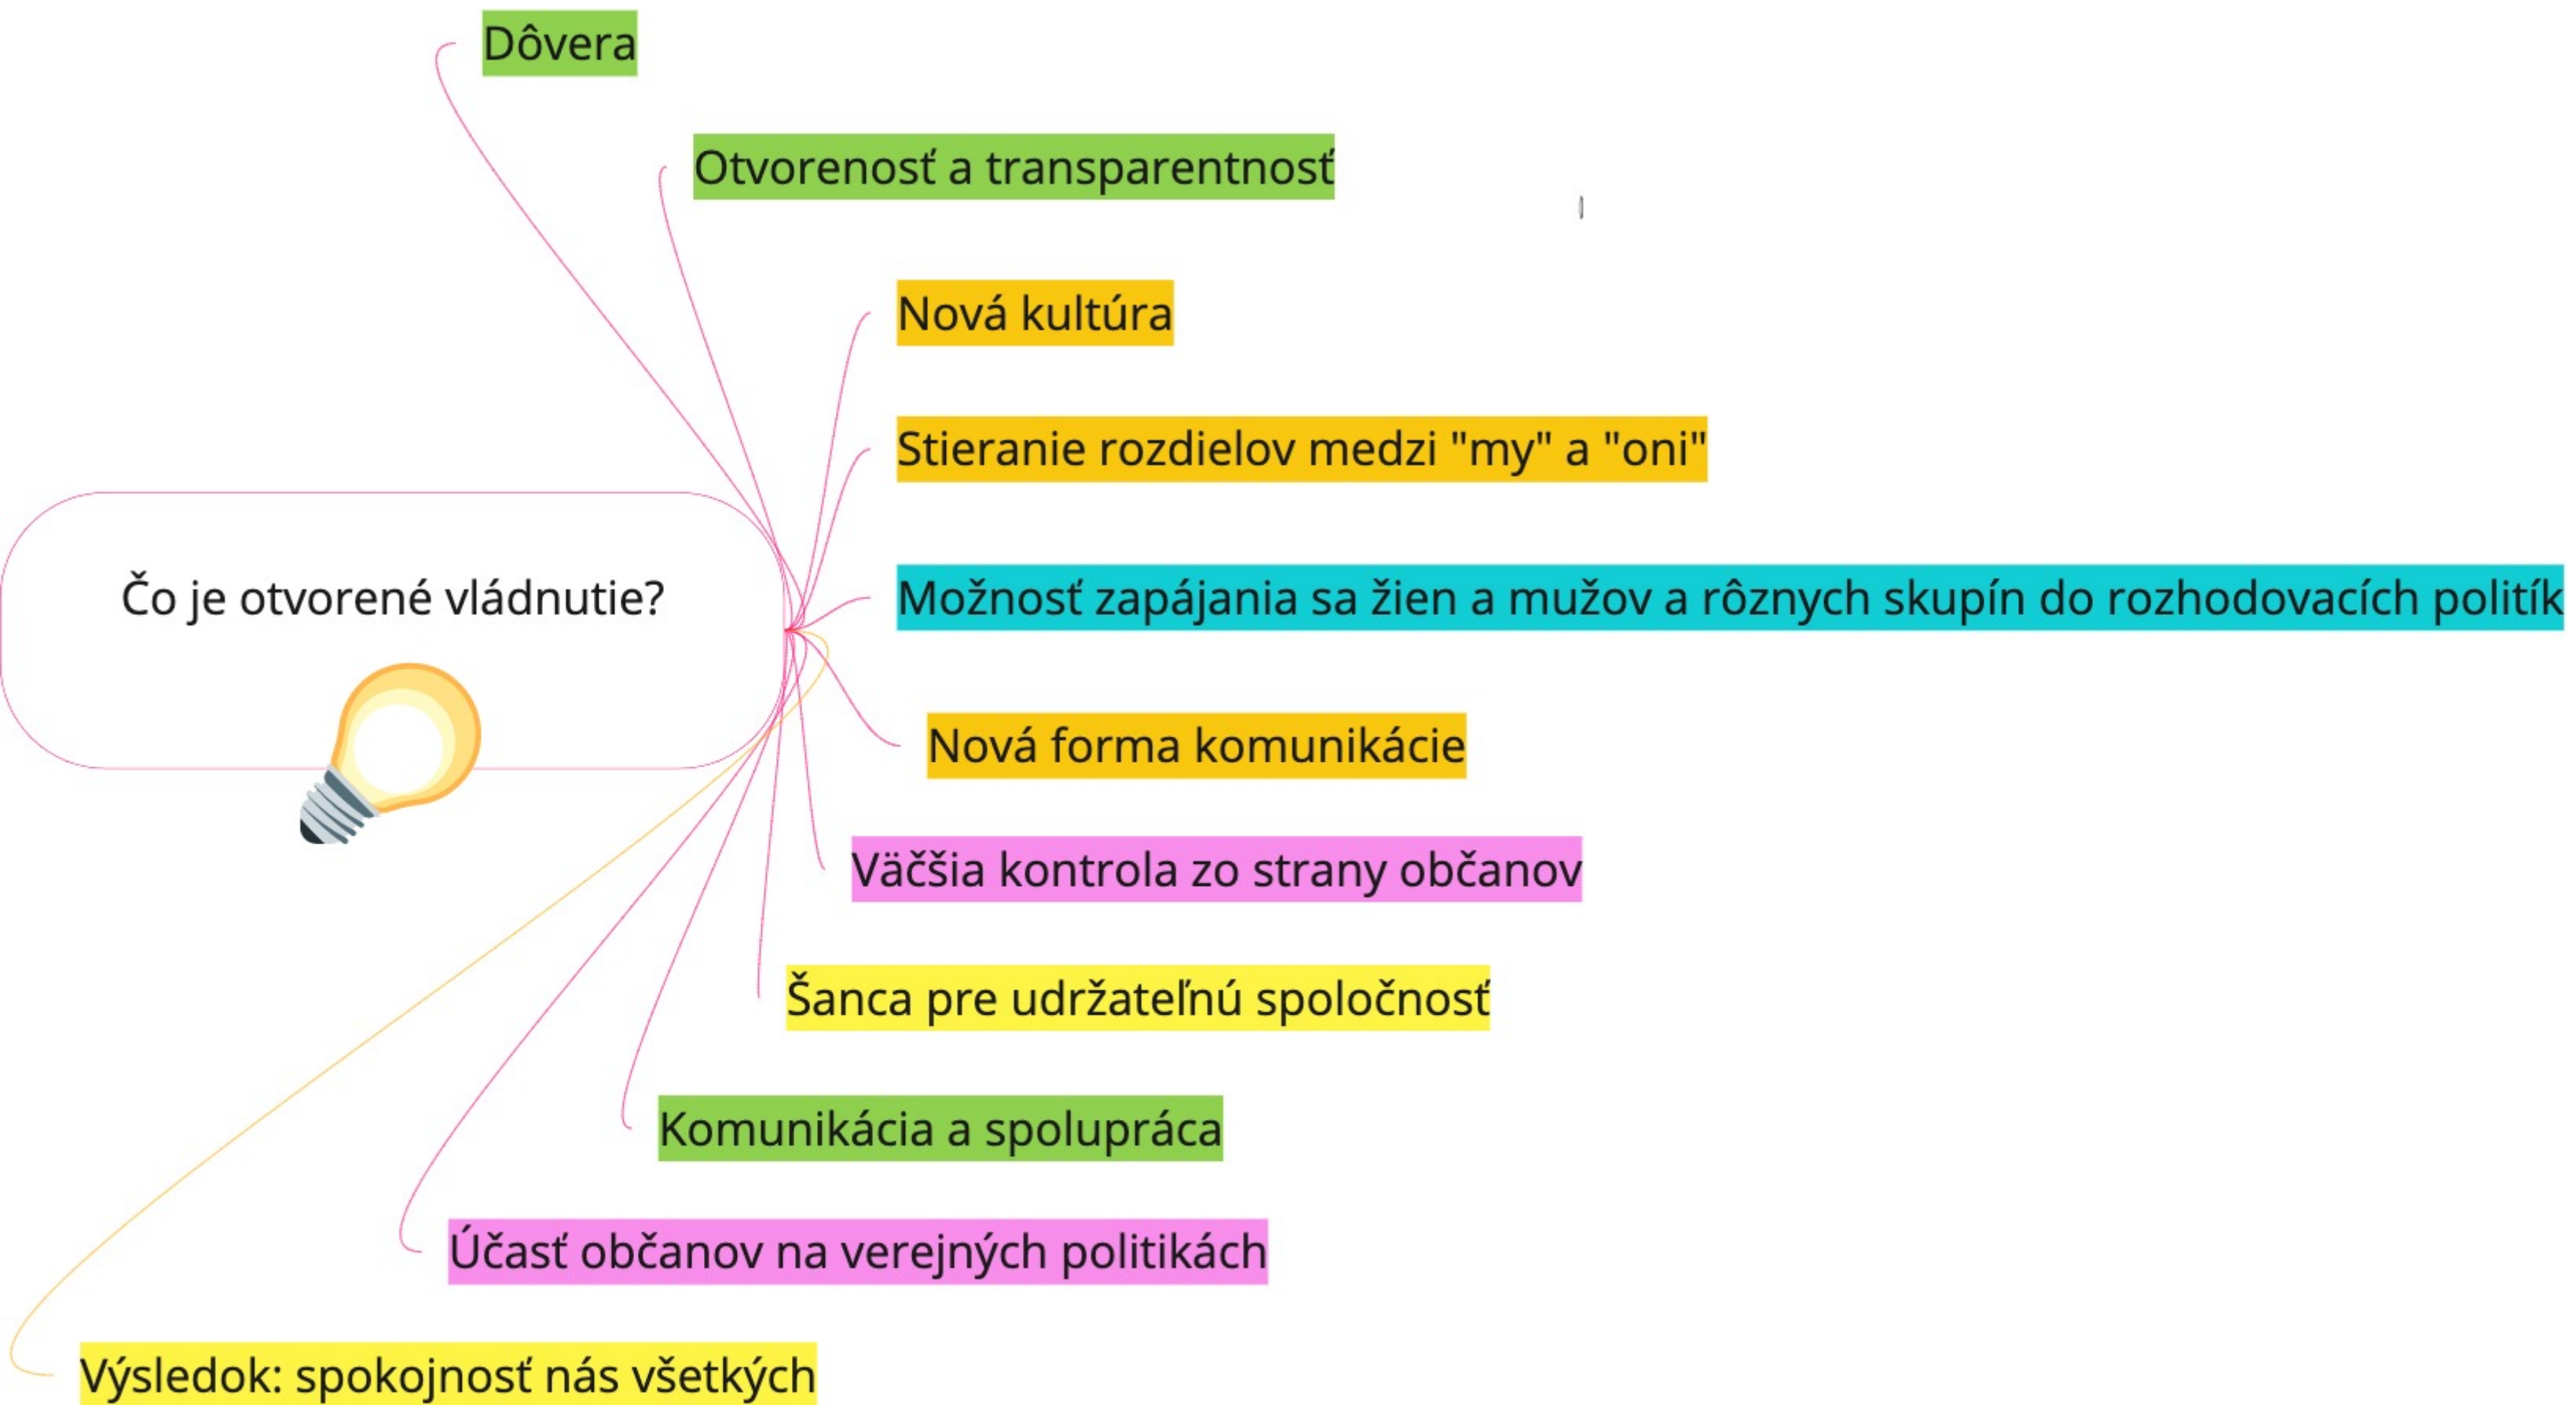 Dôvera
Otvorenosť a transparentnosť
Nová kultúra
Stieranie rozdielov medzi "my" a "oni"
Čo je otvorené vládnutie?
Možnosť zapájania sa žien a mužov a rôznych skupín do rozhodovacích politík
Nová forma komunikácie
Väčšia kontrola zo strany občanov
Šanca pre udržateľnú spoločnosť
Komunikácia a spolupráca
Účasť občanov na verejných politikách
Výsledok: spokojnosť nás všetkých